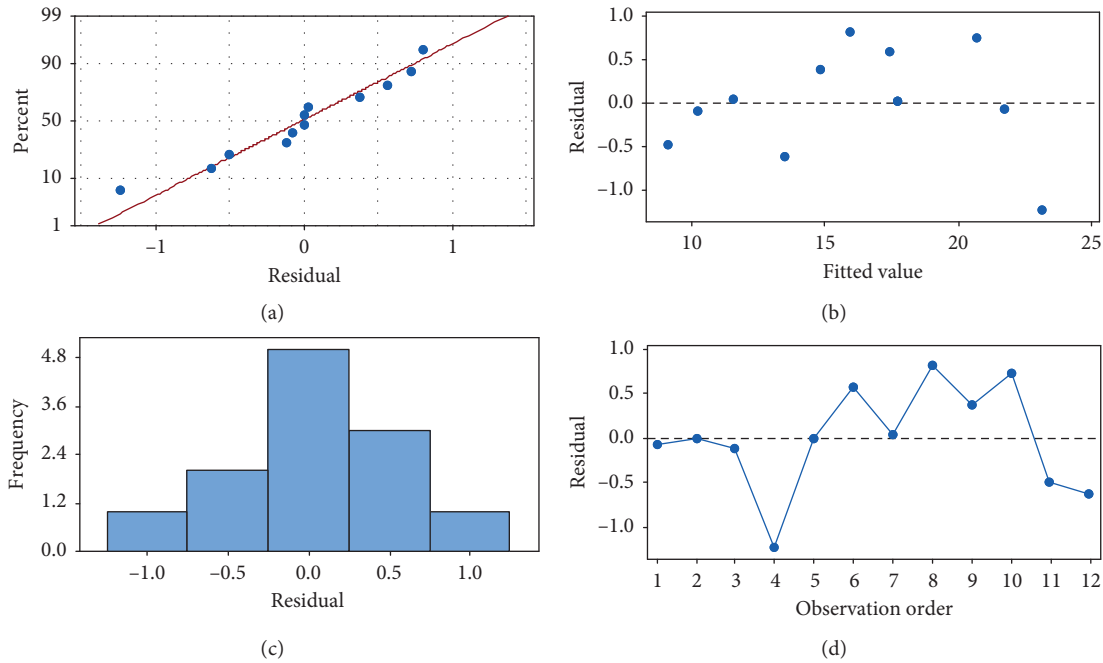 99
90
50
10
1
Percent
−1
0
1
Residual
(a)
1.0
0.5
0.0
−0.5
−1.0
Residual
10
15
20
25
Fitted value
(b)
4.8
3.6
2.4
1.2
0.0
Frequency
−1.0
−0.5
0.0
0.5
1.0
Residual
(c)
1.0
0.5
0.0
−0.5
−1.0
Residual
1 2 3 4 5 6 7 8 9 10 11 12
Observation order
(d)